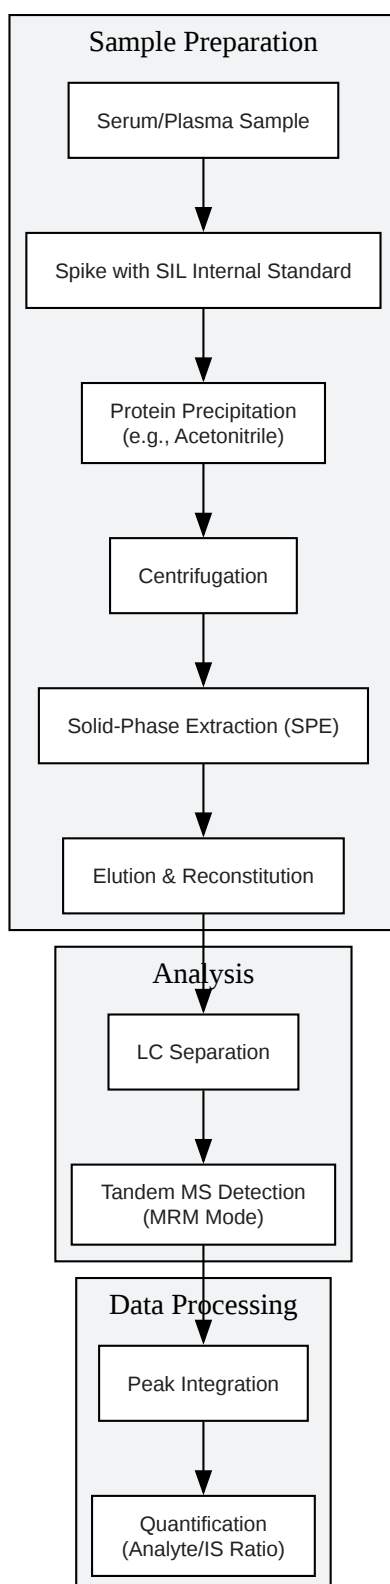 Sample Preparation
Serum/Plasma Sample
Spike with SIL Internal Standard
Protein Precipitation
(e.g., Acetonitrile)
Centrifugation
Solid-Phase Extraction (SPE)
Elution & Reconstitution
Analysis
LC Separation
Tandem MS Detection
(MRM Mode)
Data Processing
Peak Integration
Quantification
(Analyte/IS Ratio)